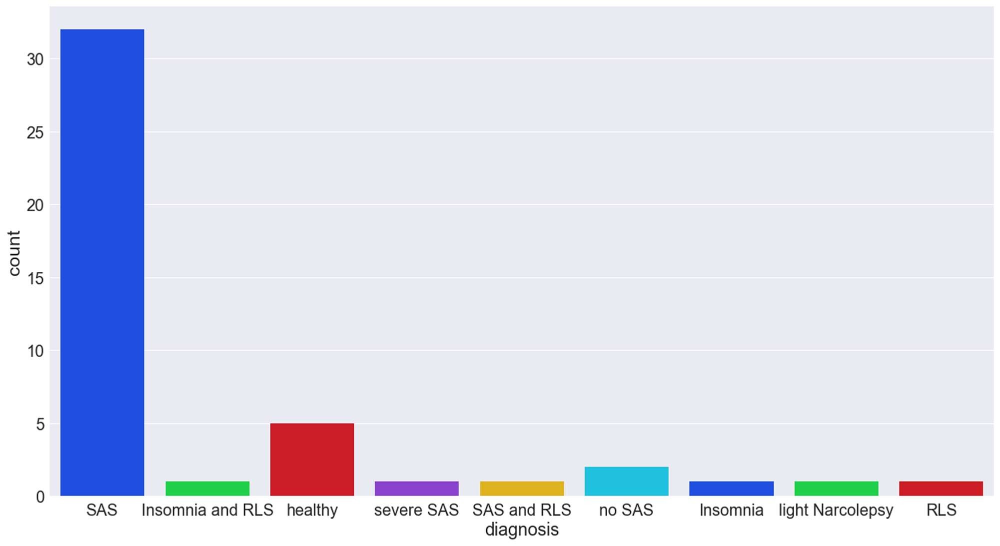 30
25
20
15
10
5
0
count
SAS Insomnia and RLS healthy severe SAS SAS and RLS no SAS Insomnia light Narcolepsy RLS
diagnosis